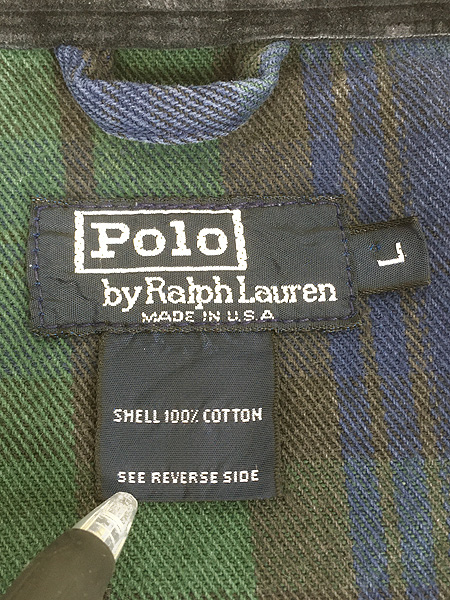 Polo
by Ralph Lauren
MADE IN U.S.A
L
SHELL 100% COTTON
SEE REVERSE SIDE